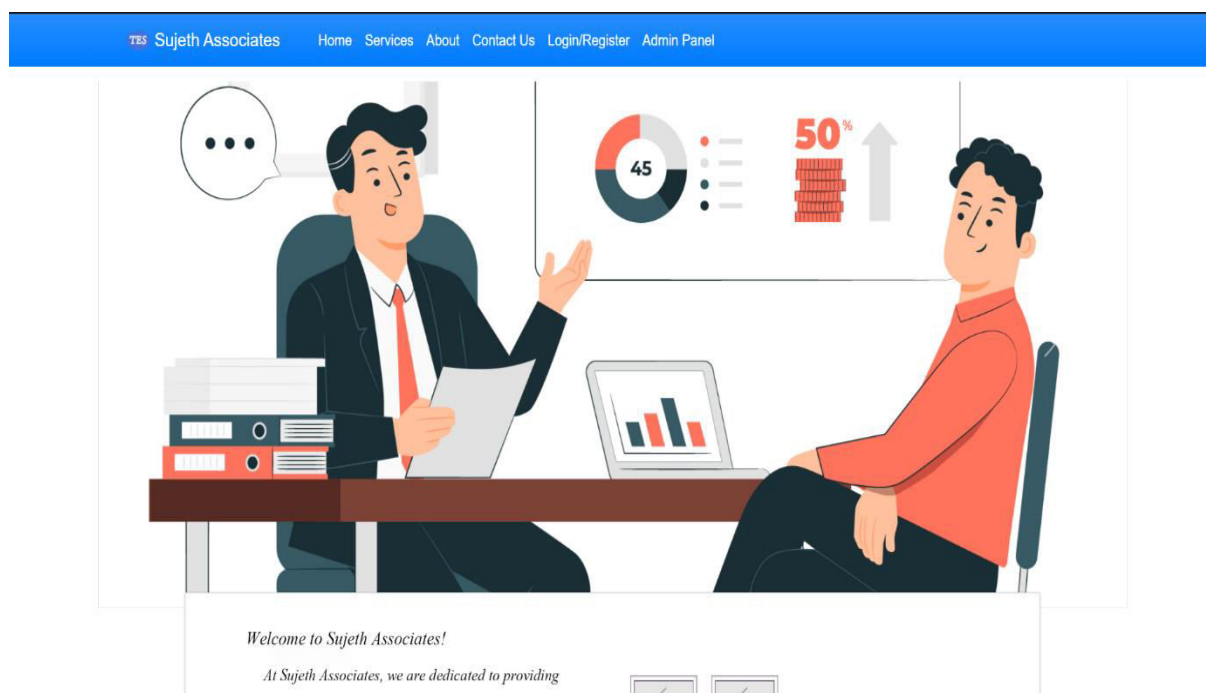 TES Sujeth Associates Home Services About Contact Us Login/Register Admin Panel
50%
45
Welcome to Sujeth Associates!
At Sujeth Associates, we are dedicated to providing